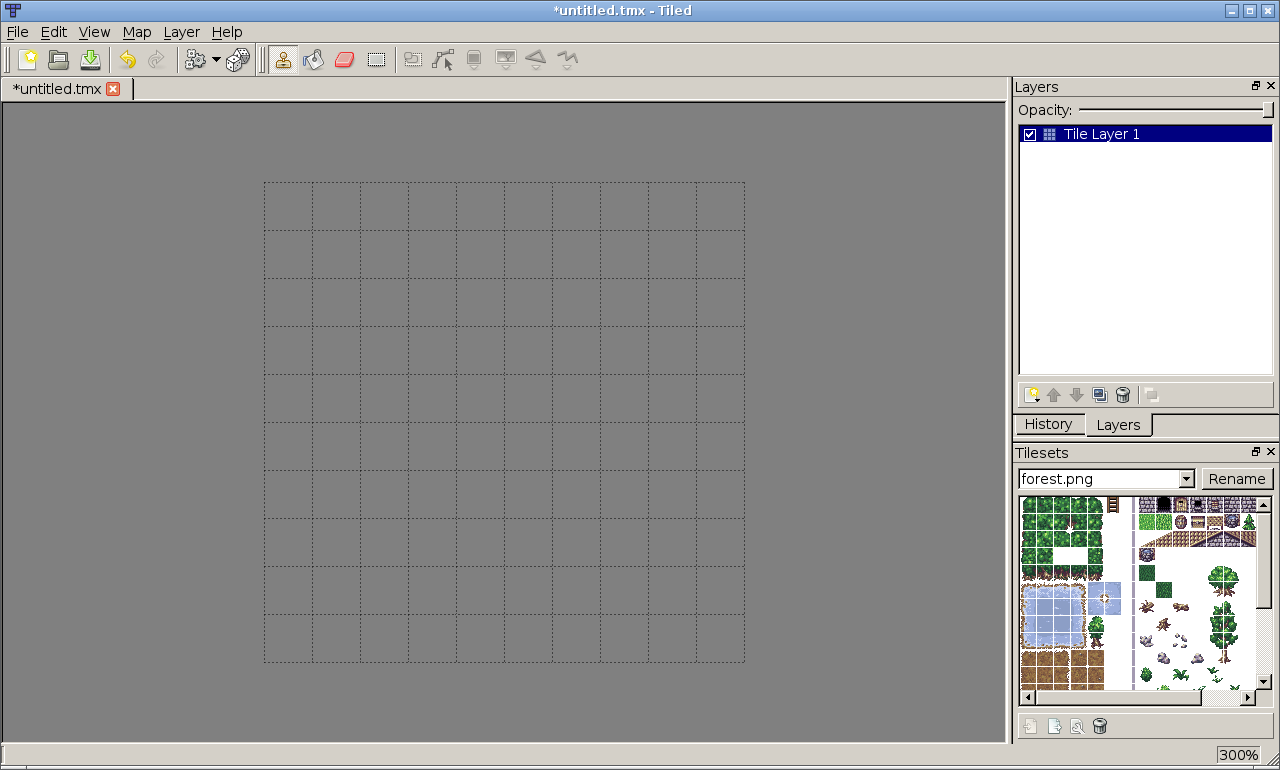 *untitled.tmx - Tiled
File Edit View Map Layer Help
*untitled.tmx
Layers
Opacity:
Tile Layer 1
History Layers
Tilesets
forest.png Rename
300%